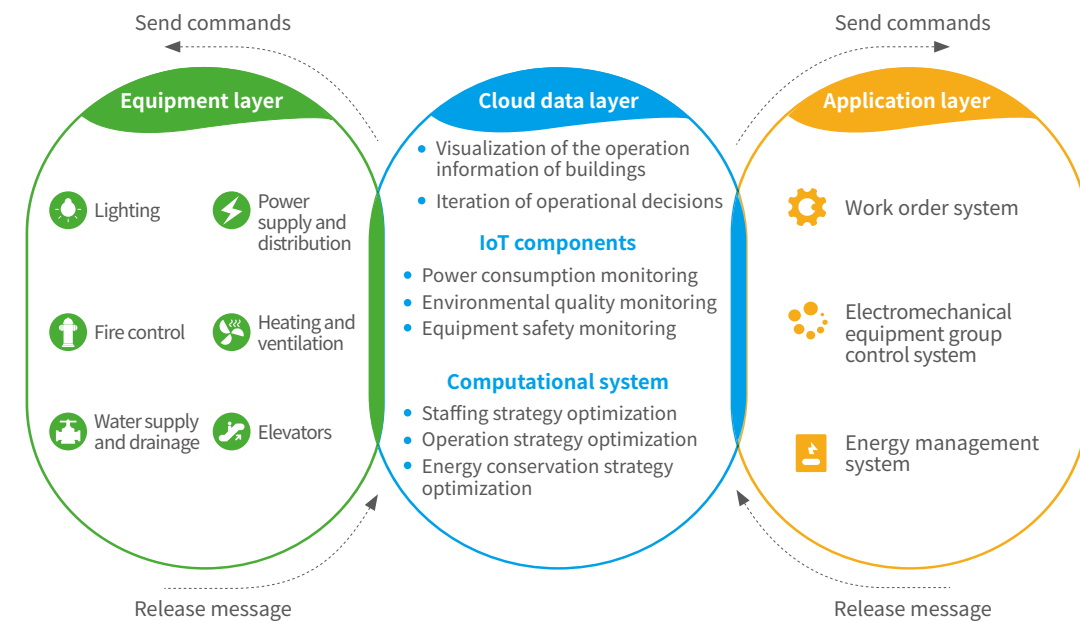 Send commands
Send commands
Equipment layer
Lighting
Power
supply and
distribution
Fire control
Heating and
ventilation
Water supply
and drainage
Elevators
Cloud data layer
Visualization of the operation
information of buildings
Iteration of operational decisions
IoT components
Power consumption monitoring
Environmental quality monitoring
Equipment safety monitoring
Computational system
Staffing strategy optimization
Operation strategy optimization
Energy conservation strategy
optimization
Application layer
Work order system
Electromechanical
equipment group
control system
Energy management
system
Release message
Release message